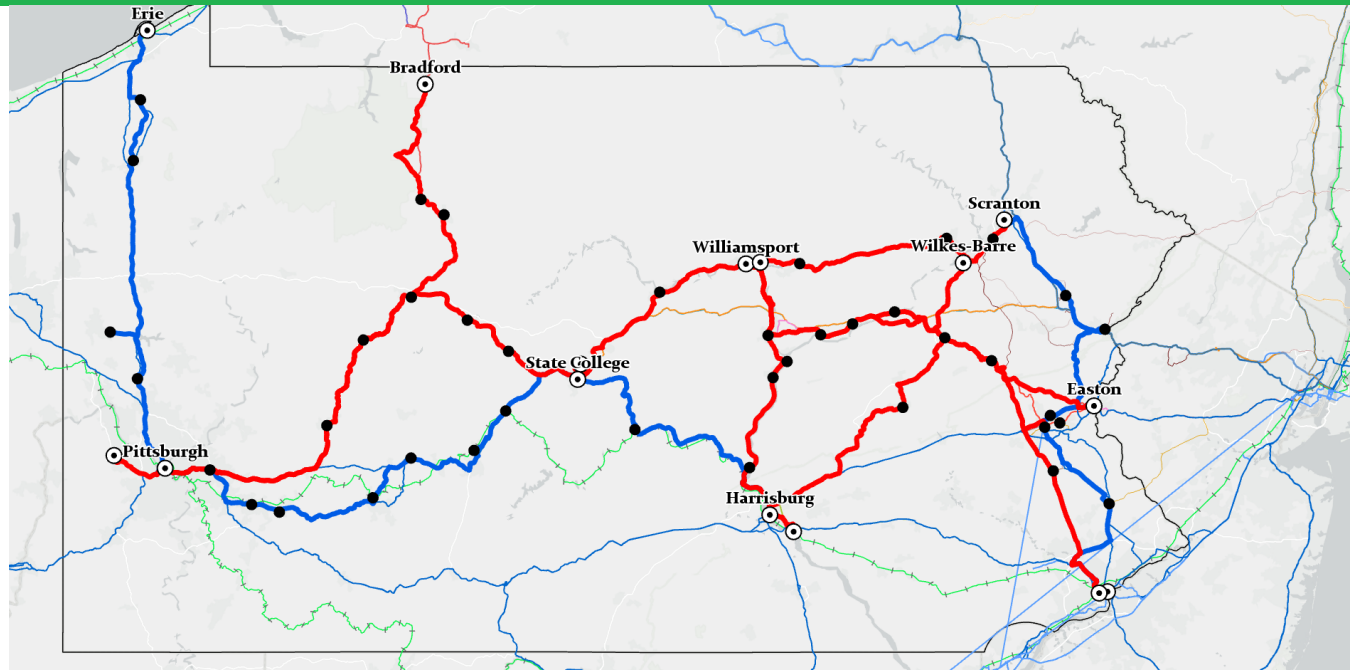 Erie
Bradford
Scranton
Williamsport
Wilkes-Barre
State College
Easton
Pittsburgh
Harrisburg